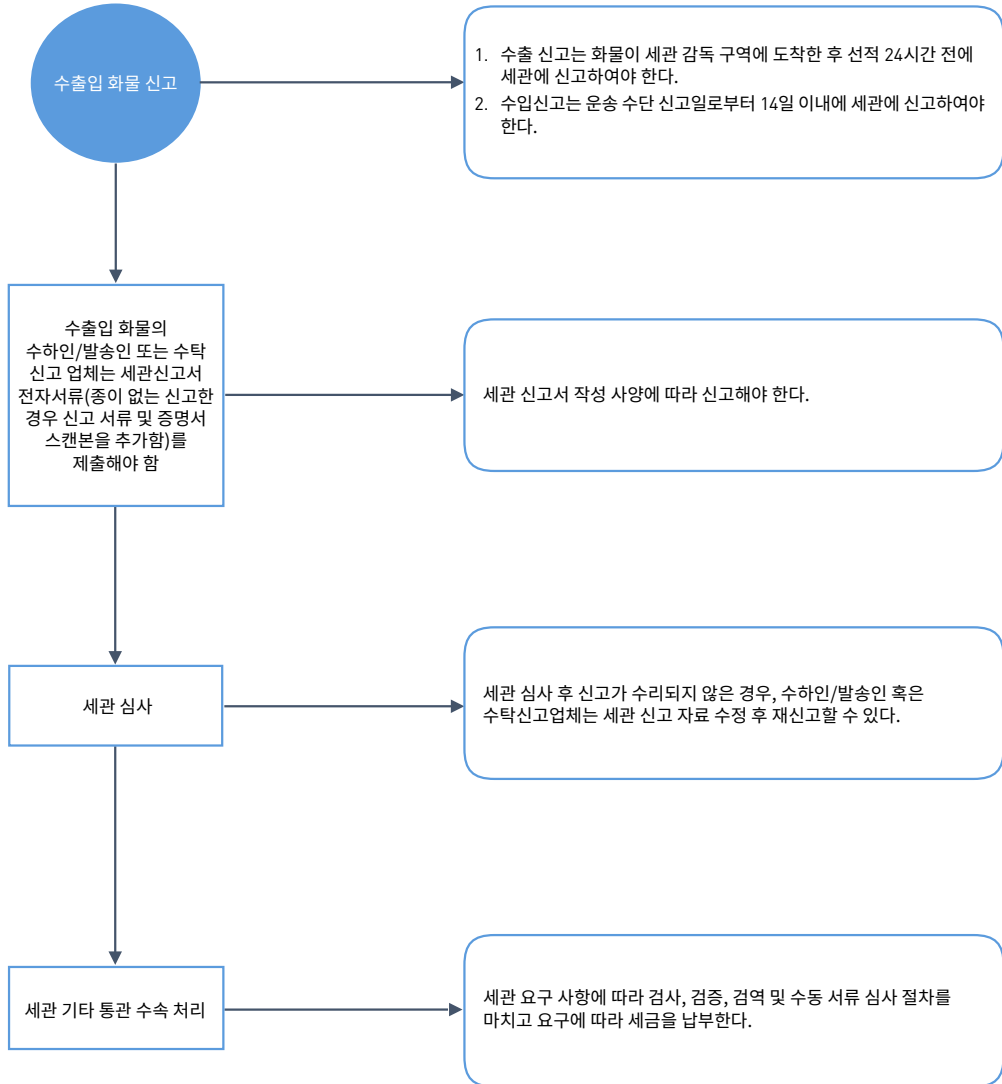 수출입 화물 신고
1. 수출 신고는 화물이 세관 감독 구역에 도착한 후 선적 24시간 전에
세관에 신고하여야 한다.
2. 수입신고는 운송 수단 신고일로부터 14일 이내에 세관에 신고하여야
한다.
수출입 화물의
수하인/발송인 또는 수탁
신고 업체는 세관신고서
전자서류(종이 없는 신고한
경우 신고 서류 및 증명서
스캔본을 추가함)를
제출해야 함
세관 신고서 작성 사양에 따라 신고해야 한다.
세관 심사
세관 심사 후 신고가 수리되지 않은 경우, 수하인/발송인 혹은
수탁신고업체는 세관 신고 자료 수정 후 재신고할 수 있다.
세관 기타 통관 수속 처리
세관 요구 사항에 따라 검사, 검증, 검역 및 수동 서류 심사 절차를
마치고 요구에 따라 세금을 납부한다.